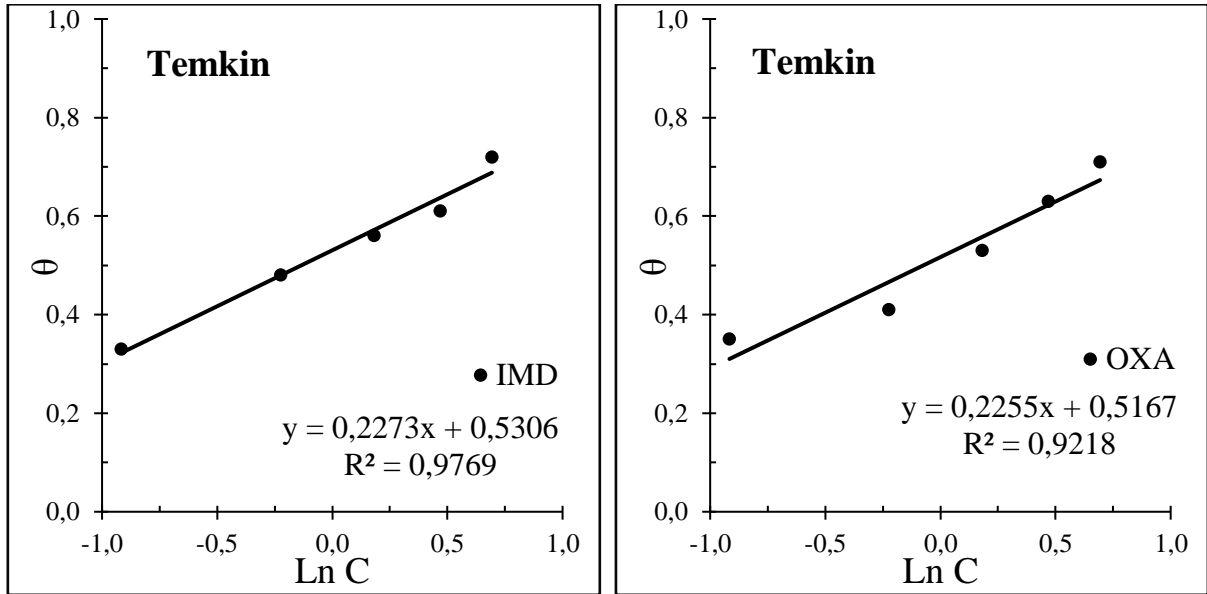 Temkin
1,0
0,8
0,6
0,4
0,2
0,0
θ
-1,0 -0,5 0,0 0,5 1,0
Ln C
IMD
y = 0,2273x + 0,5306
R² = 0,9769
Temkin
1,0
0,8
0,6
0,4
0,2
0,0
θ
-1,0 -0,5 0,0 0,5 1,0
Ln C
OXA
y = 0,2255x + 0,5167
R² = 0,9218